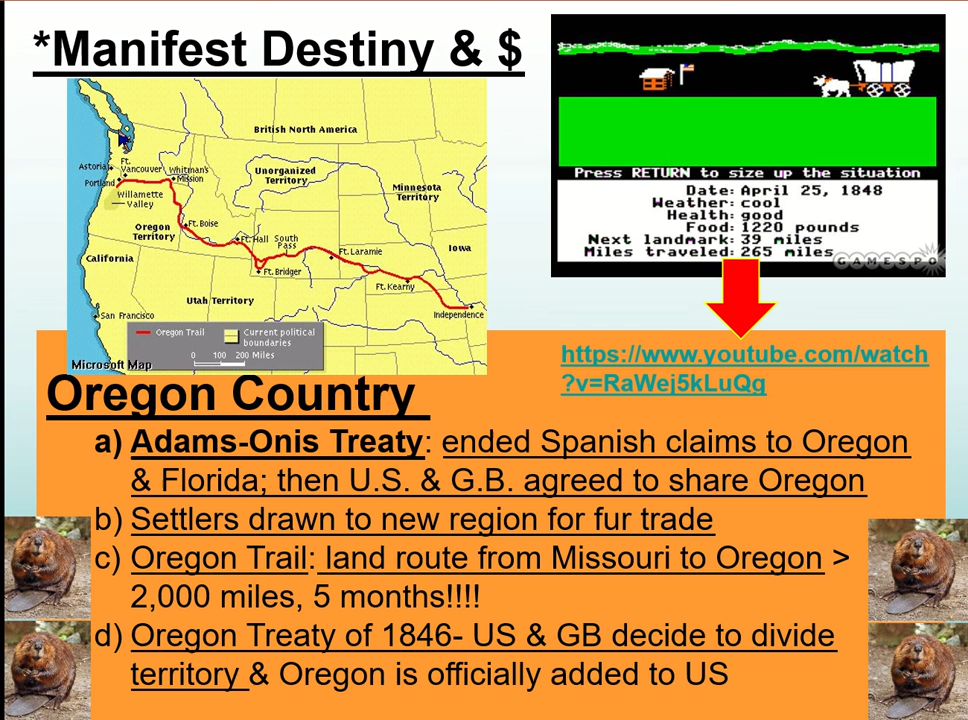 *Manifest Destiny & $
British North America
Astoria
Ft.
Vancouver
Whitman's
Mission
Portland
Willamette
Valley
Unorganized
Territory
Minnesota
Territory
Oregon
Territory
Ft. Boise
Ft. Hall
South
Pass
Ft. Laramie
Iowa
California
Ft. Bridger
Ft. Kearny
Utah Territory
Independence
San Francisco
Oregon Trail
Current political
boundaries
0 100 200 Miles
Microsoft Map
Press RETURN to size up the situation
Date: April 25, 1848
Weather: cool
Health: good
Food: 1220 pounds
Next landmark: 39 miles
Miles traveled: 265 miles
GAMESPO
https://www.youtube.com/watch
?v=RaWej5kLuQg
Oregon Country
a) Adams-Onis Treaty: ended Spanish claims to Oregon
& Florida; then U.S. & G.B. agreed to share Oregon
b) Settlers drawn to new region for fur trade
c) Oregon Trail: land route from Missouri to Oregon >
2,000 miles, 5 months!!!!
d) Oregon Treaty of 1846- US & GB decide to divide
territory & Oregon is officially added to US